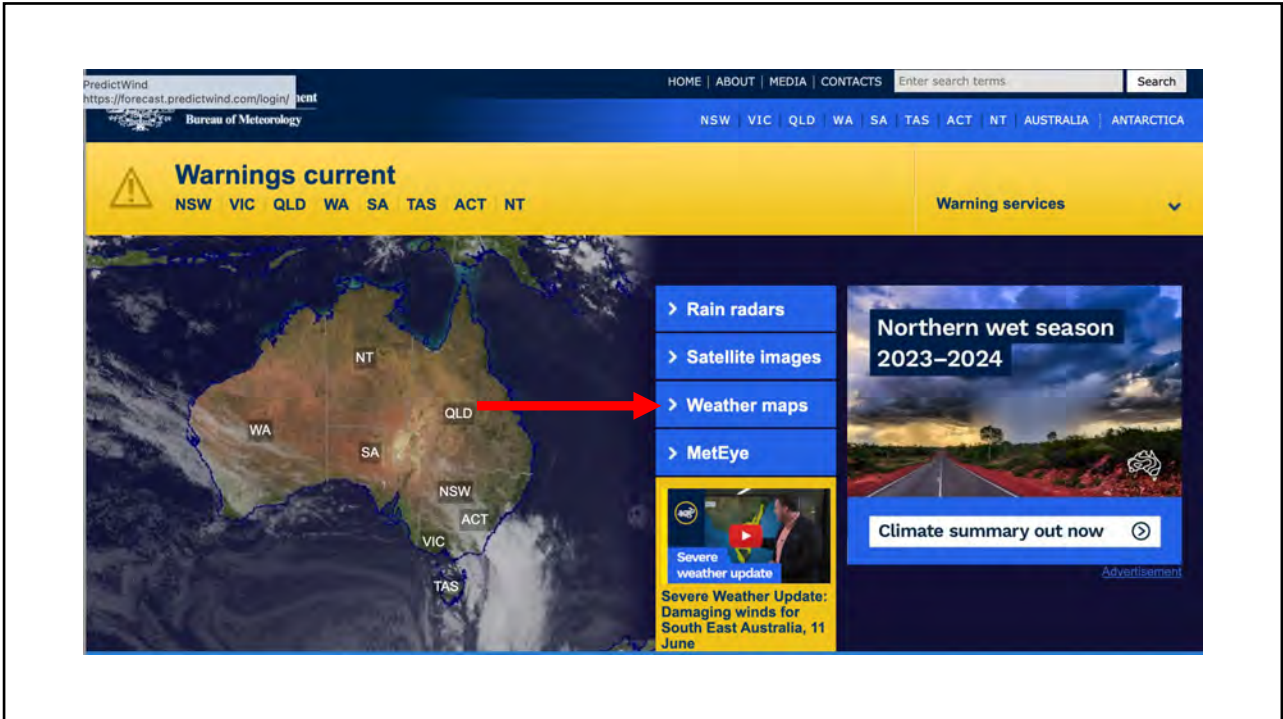 PredictWind
https://forecast.predictwind.com/login/
nent
Bureau of Meteorology
HOME | ABOUT | MEDIA | CONTACTS
Enter search terms
Search
NSW | VIC | QLD | WA | SA | TAS | ACT | NT | AUSTRALIA | ANTARCTICA
Warnings current
NSW VIC QLD WA SA TAS ACT NT
Warning services
NT
QLD
WA
SA
NSW
ACT
VIC
TAS
> Rain radars
> Satellite images
> Weather maps
> MetEye
Severe
weather update
Severe Weather Update:
Damaging winds for
South East Australia, 11
June
Northern wet season
2023–2024
Climate summary out now
Advertisement